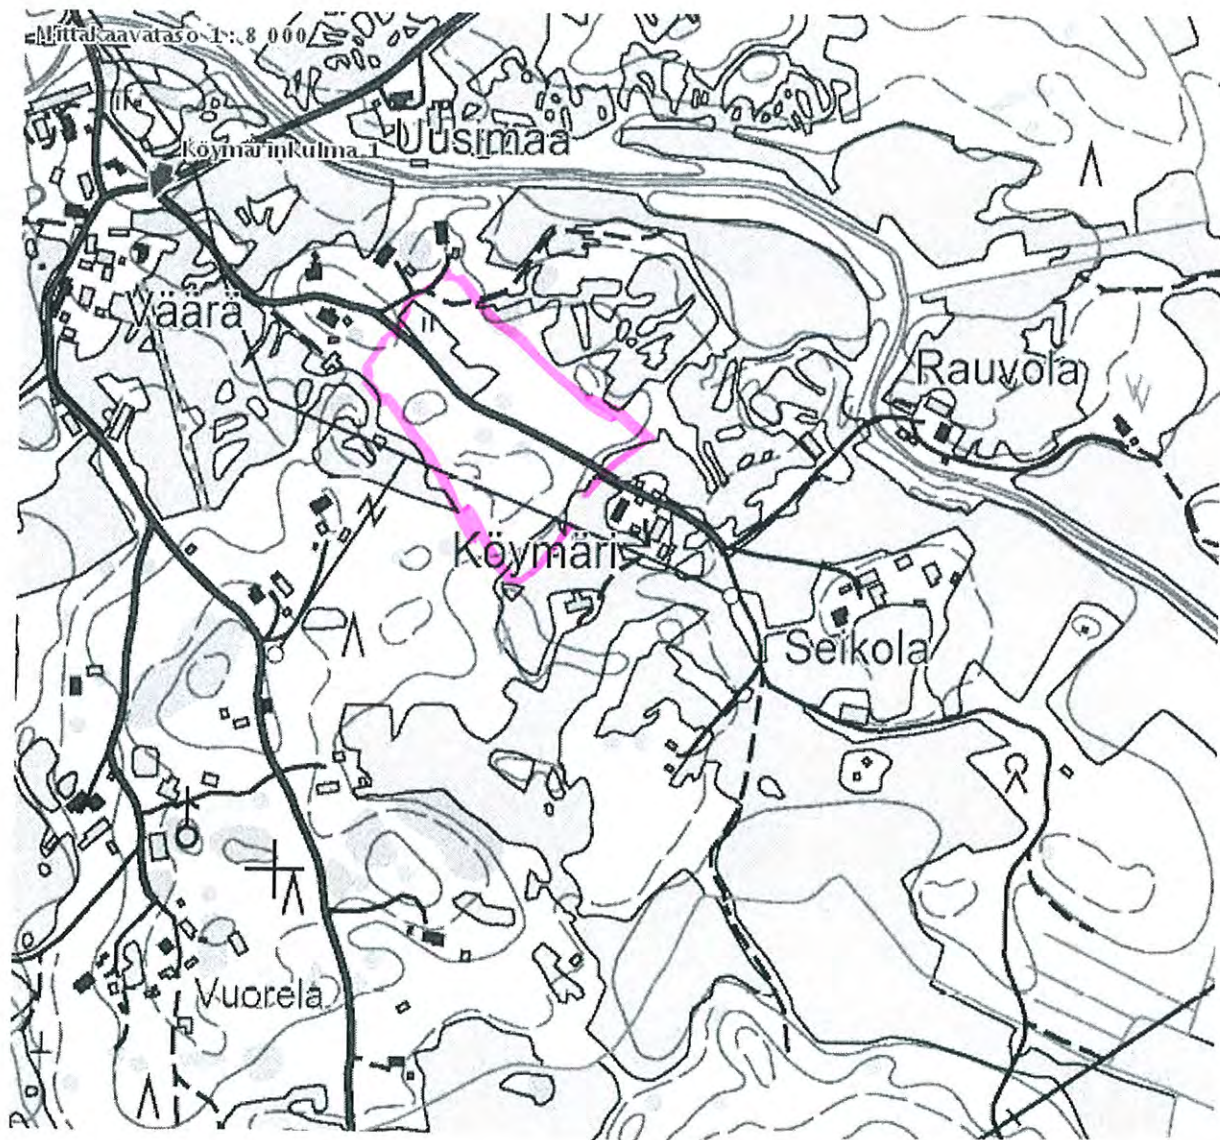 Mittakaavataso 1 : 8 000
Uusimaa
Köymärinkulma 1
Väärä
Rauvola
Köymäri
Seikola
Vuorela